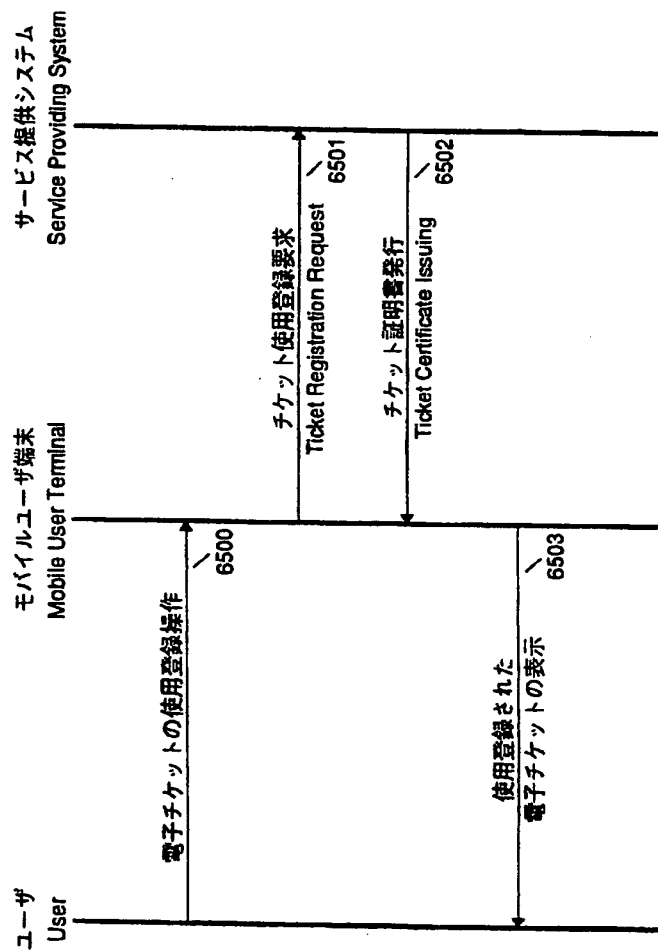 ユーザ
User
モバイルユーザ端末
Mobile User Terminal
サービス提供システム
Service Providing System
電子チケットの使用登録操作
6500
チケット使用登録要求
Ticket Registration Request
6501
チケット証明書発行
Ticket Certificate Issuing
6502
使用登録された
電子チケットの表示
6503